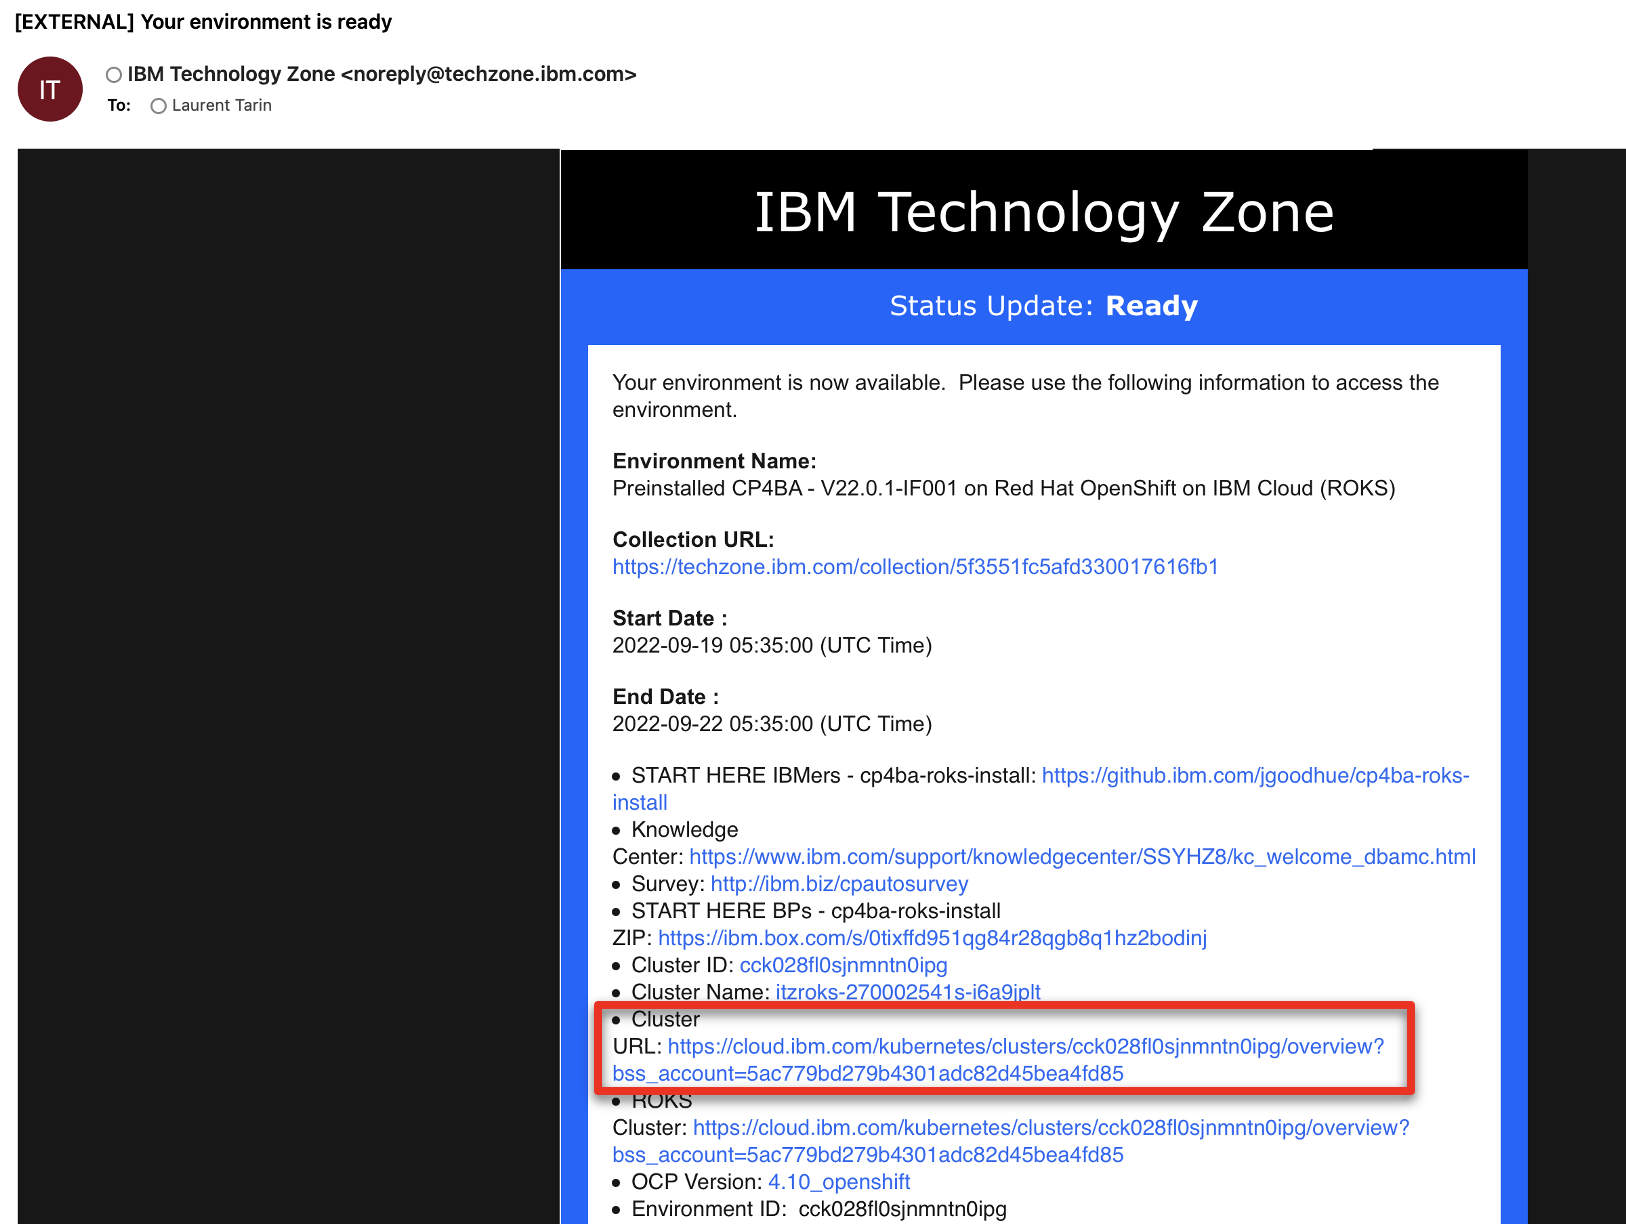 [EXTERNAL] Your environment is ready
IT
IBM Technology Zone <noreply@techzone.ibm.com>
To: Laurent Tarin
IBM Technology Zone
Status Update: Ready
Your environment is now available. Please use the following information to access the
environment.
Environment Name:
Preinstalled CP4BA - V22.0.1-IF001 on Red Hat OpenShift on IBM Cloud (ROKS)
Collection URL:
https://techzone.ibm.com/collection/5f3551fc5afd330017616fb1
Start Date :
2022-09-19 05:35:00 (UTC Time)
End Date :
2022-09-22 05:35:00 (UTC Time)
• START HERE IBMers - cp4ba-roks-install: https://github.ibm.com/jgoodhue/cp4ba-roks-
install
• Knowledge
Center: https://www.ibm.com/support/knowledgecenter/SSYHZ8/kc_welcome_dbamc.html
• Survey: http://ibm.biz/cpautosurvey
• START HERE BPs - cp4ba-roks-install
ZIP: https://ibm.box.com/s/0tixffd951qg84r28qgb8q1hz2bodinj
• Cluster ID: cck028fl0sjnmntn0ipg
• Cluster Name: itzroks-270002541s-i6a9jplt
• Cluster
URL: https://cloud.ibm.com/kubernetes/clusters/cck028fl0sjnmntn0ipg/overview?
bss_account=5ac779bd279b4301adc82d45bea4fd85
• ROKS
Cluster: https://cloud.ibm.com/kubernetes/clusters/cck028fl0sjnmntn0ipg/overview?
bss_account=5ac779bd279b4301adc82d45bea4fd85
• OCP Version: 4.10_openshift
• Environment ID: cck028fl0sjnmntn0ipg